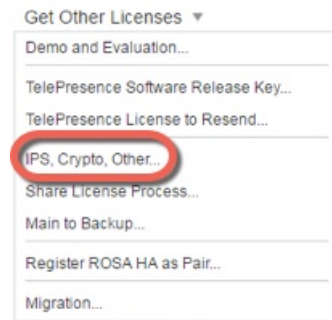 Get Other Licenses ▼
Demo and Evaluation...
TelePresence Software Release Key...
TelePresence License to Resend...
IPS, Crypto, Other...
Share License Process...
Main to Backup...
Register ROSA HA as Pair...
Migration...